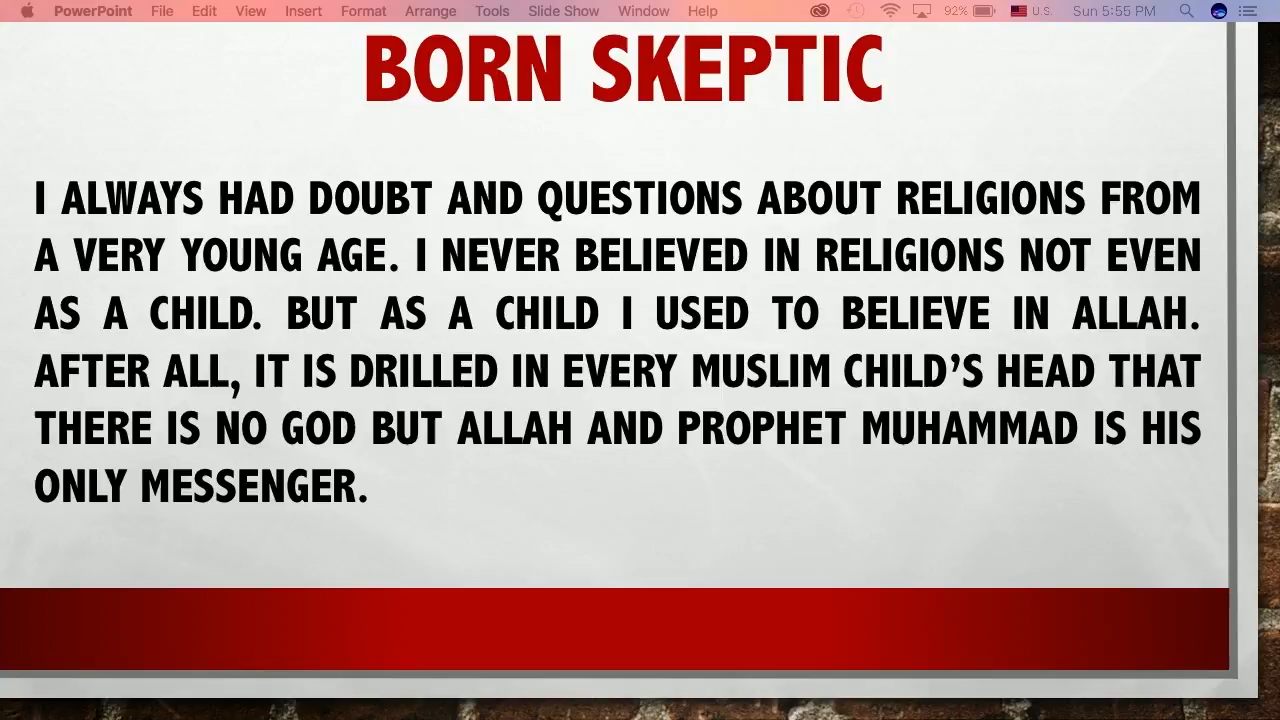 PowerPoint File Edit View Insert Format Arrange Tools Slide Show Window Help 92% U.S. Sun 5:55 PM
BORN SKEPTIC
I ALWAYS HAD DOUBT AND QUESTIONS ABOUT RELIGIONS FROM
A VERY YOUNG AGE. I NEVER BELIEVED IN RELIGIONS NOT EVEN
AS A CHILD. BUT AS A CHILD I USED TO BELIEVE IN ALLAH.
AFTER ALL, IT IS DRILLED IN EVERY MUSLIM CHILD’S HEAD THAT
THERE IS NO GOD BUT ALLAH AND PROPHET MUHAMMAD IS HIS
ONLY MESSENGER.